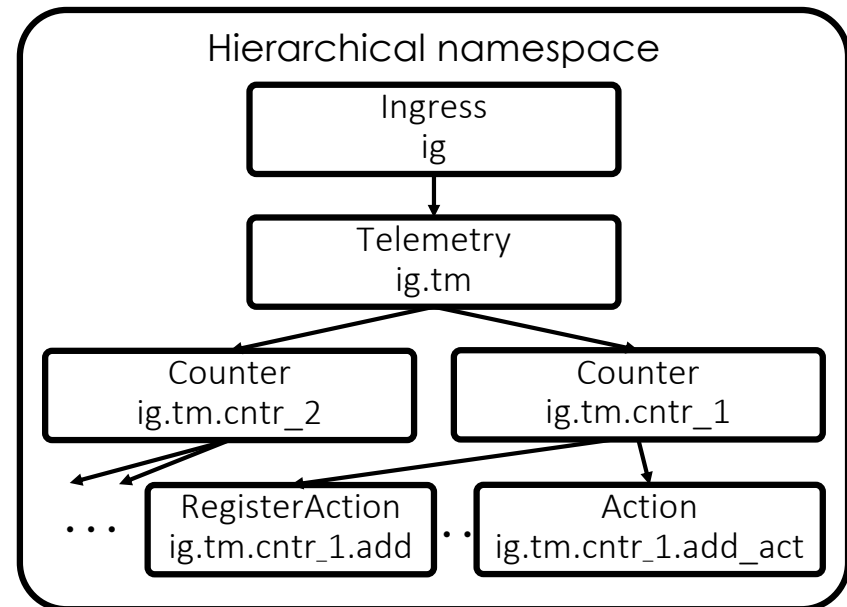 Hierarchical namespace
Ingress
ig
Telemetry
ig.tm
Counter
ig.tm.cntr_2
Counter
ig.tm.cntr_1
...
RegisterAction
ig.tm.cntr_1.add
..
Action
ig.tm.cntr_1.add_act